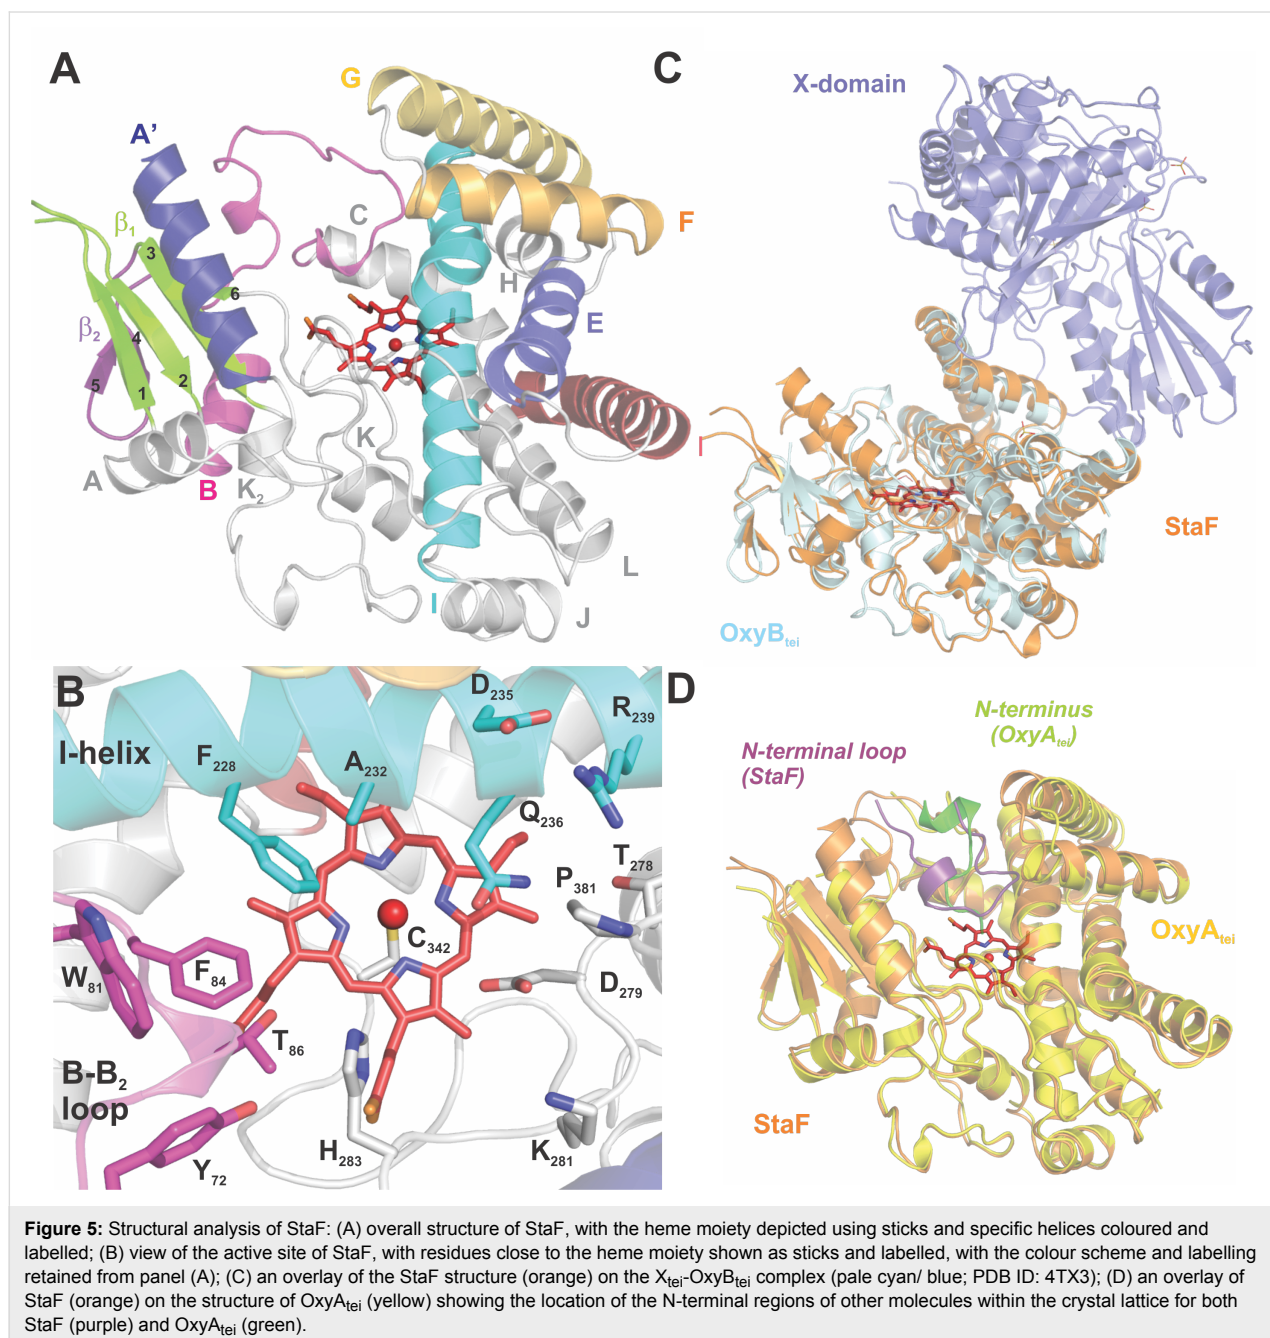 A
G
A’
C
β1
3
F
H
6
E
β2
4
5
1
2
K
A
B
K2
D
I
L
I
J
C
X-domain
StaF
OxyBtei
B
D235
R239
I-helix
F228
A232
Q236
T278
P381
C342
W81
F84
D279
T86
B-B2
loop
H283
K281
Y72
D
N-terminus
(OxyAtei)
N-terminal loop
(StaF)
OxyAtei
StaF
Figure 5: Structural analysis of StaF: (A) overall structure of StaF, with the heme moiety depicted using sticks and specific helices coloured and
labelled; (B) view of the active site of StaF, with residues close to the heme moiety shown as sticks and labelled, with the colour scheme and labelling
retained from panel (A); (C) an overlay of the StaF structure (orange) on the Xtei-OxyBtei complex (pale cyan/ blue; PDB ID: 4TX3); (D) an overlay of
StaF (orange) on the structure of OxyAtei (yellow) showing the location of the N-terminal regions of other molecules within the crystal lattice for both
StaF (purple) and OxyAtei (green).